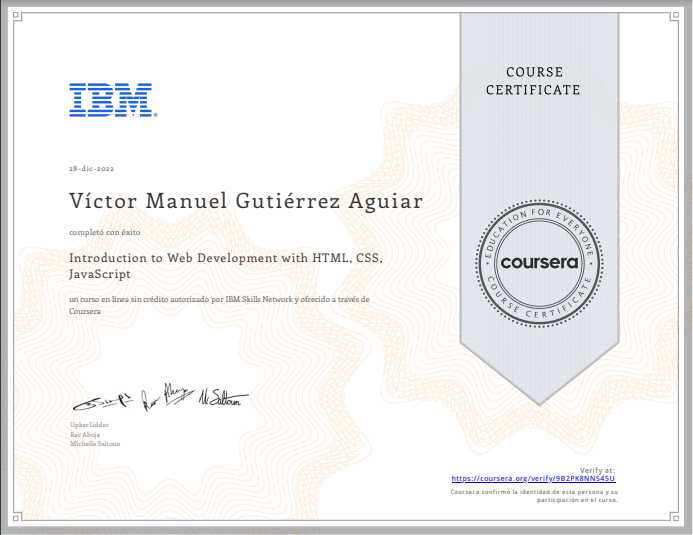 COURSE
CERTIFICATE
IBM®
28-dic-2022
Víctor Manuel Gutiérrez Aguiar
completó con éxito
Introduction to Web Development with HTML, CSS,
JavaScript
un curso en línea sin crédito autorizado por IBM Skills Network y ofrecido a través de
Coursera
EDUCATION FOR EVERYONE
coursera
COURSE CERTIFICATE
Upkar Lidder
Rav Ahuja
Michelle Saltoun
Verify at:
https://coursera.org/verify/9B2PK8NNS45U
Coursera confirmó la identidad de esta persona y su
participación en el curso.